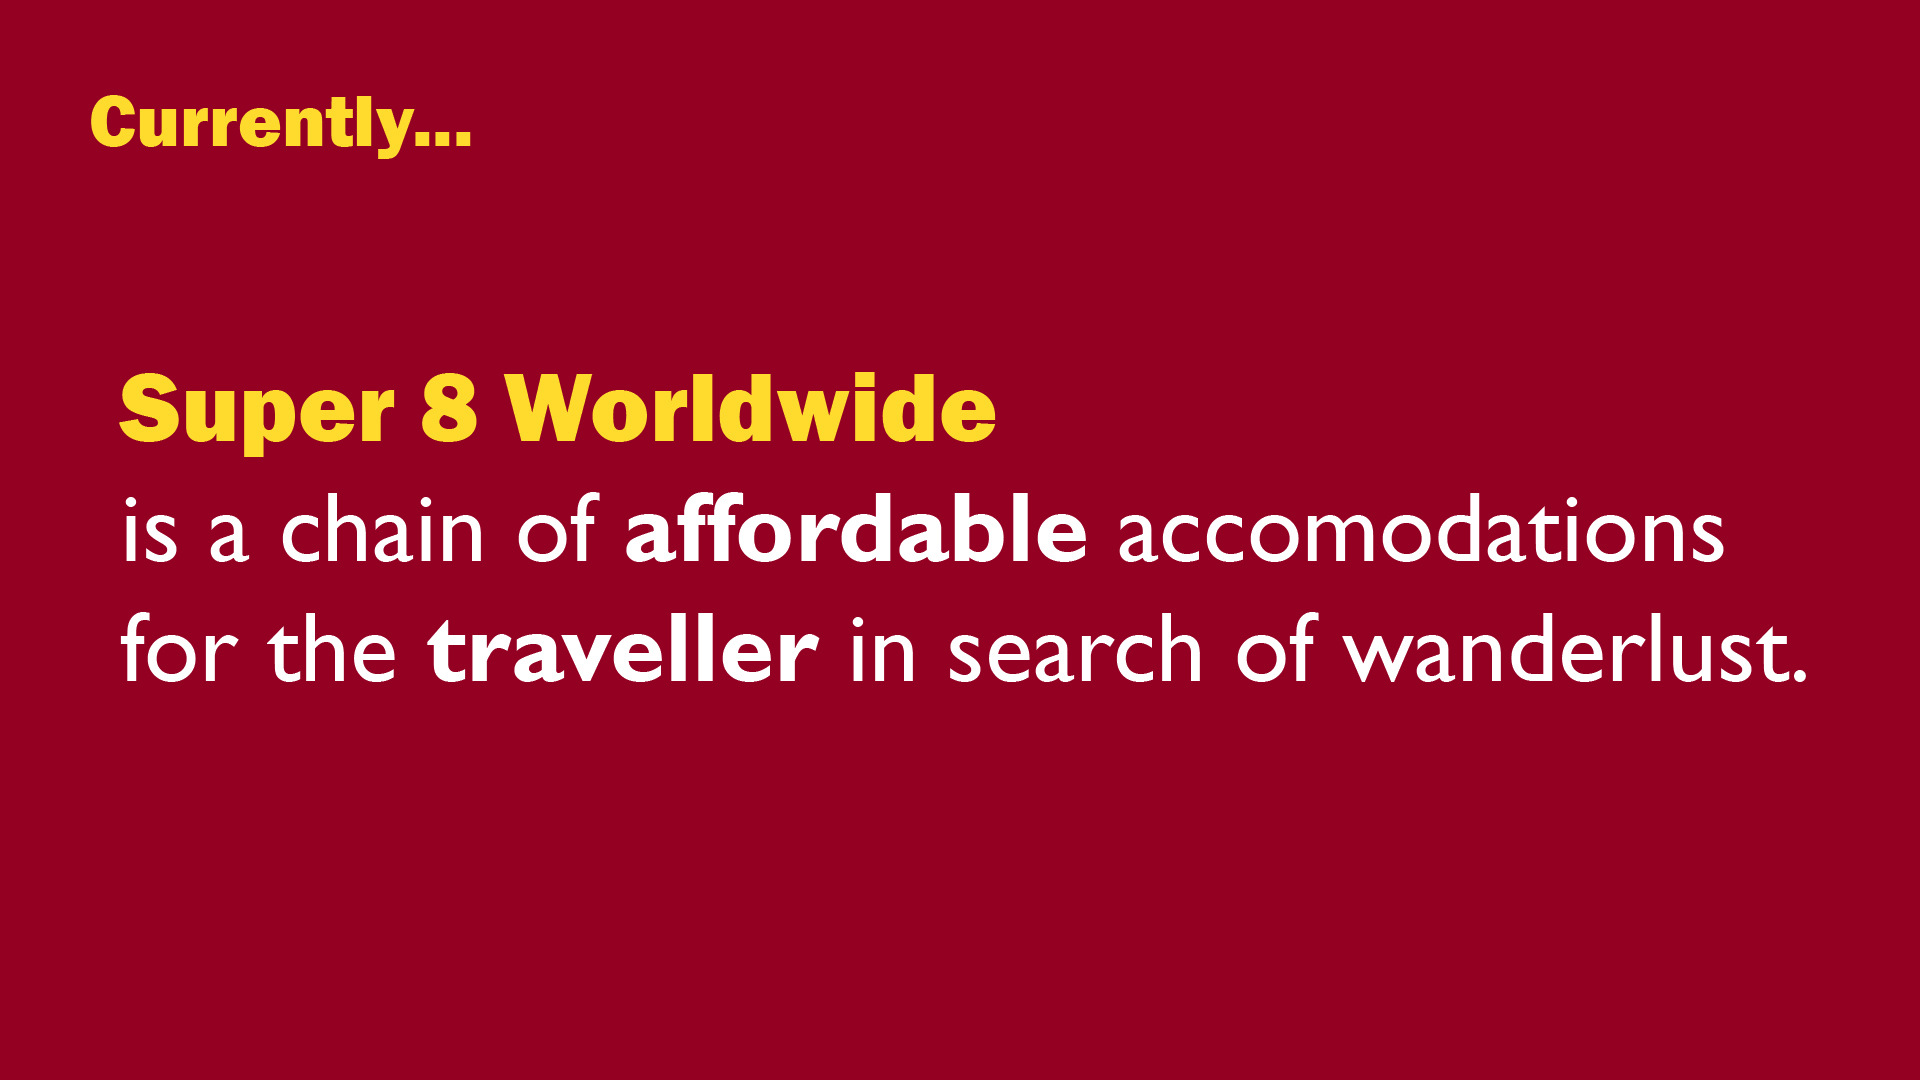 Currently...
Super 8 Worldwide
is a chain of affordable accomodations
for the traveller in search of wanderlust.